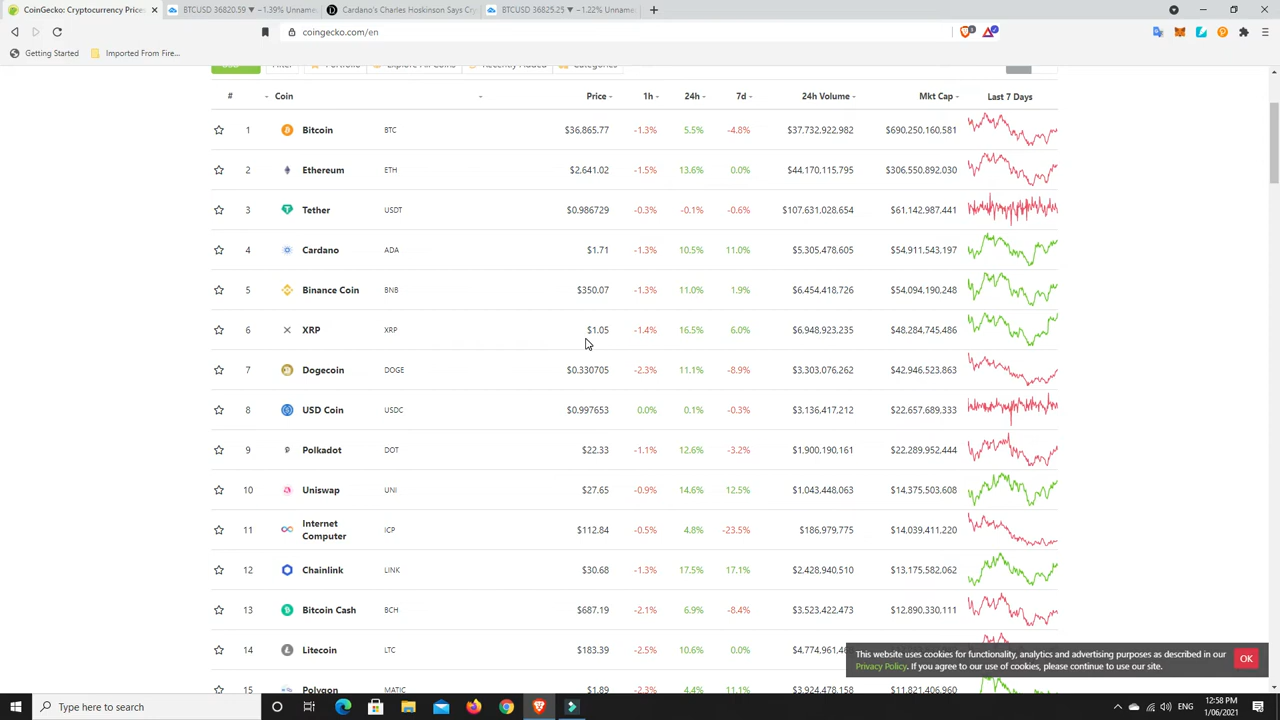 CoinGecko: Cryptocurrency Prices
BTCUSD 36820.59 ▼ −1.39% Unnam
Cardano's Charles Hoskinson Says Cry
BTCUSD 36825.25 ▼ −1.22% Unname
coingecko.com/en
Getting Started
Imported From Fire...
Filter Portfolio Explore All Coins Recently Added Categories
# Coin Price 1h 24h 7d 24h Volume Mkt Cap Last 7 Days
1 Bitcoin BTC $36,865.77 -1.3% 5.5% -4.8% $37,732,922,982 $690,250,160,581
2 Ethereum ETH $2,641.02 -1.5% 13.6% 0.0% $44,170,115,795 $306,550,892,030
3 Tether USDT $0.986729 -0.3% -0.1% -0.6% $107,631,028,654 $61,142,987,441
4 Cardano ADA $1.71 -1.3% 10.5% 11.0% $5,305,478,605 $54,911,543,197
5 Binance Coin BNB $350.07 -1.3% 11.0% 1.9% $6,454,418,726 $54,094,190,248
6 XRP XRP $1.05 -1.4% 16.5% 6.0% $6,948,923,235 $48,284,745,486
7 Dogecoin DOGE $0.330705 -2.3% 11.1% -8.9% $3,303,076,262 $42,946,523,863
8 USD Coin USDC $0.997653 0.0% 0.1% -0.3% $3,136,417,212 $22,657,689,333
9 Polkadot DOT $22.33 -1.1% 12.6% -3.2% $1,900,190,161 $22,289,952,444
10 Uniswap UNI $27.65 -0.9% 14.6% 12.5% $1,043,448,063 $14,375,503,608
11 Internet Computer ICP $112.84 -0.5% 4.8% -23.5% $186,979,775 $14,039,411,220
12 Chainlink LINK $30.68 -1.3% 17.5% 17.1% $2,428,940,510 $13,175,582,062
13 Bitcoin Cash BCH $687.19 -2.1% 6.9% -8.4% $3,523,422,473 $12,890,330,111
14 Litecoin LTC $183.39 -2.5% 10.6% 0.0% $4,774,961,4
15 Polygon MATIC $1.89 -2.3% 4.4% 11.1% $3,924,478,158 $11,821,406,960
This website uses cookies for functionality, analytics and advertising purposes as described in our
Privacy Policy. If you agree to our use of cookies, please continue to use our site.
OK
Type here to search
ENG
12:58 PM
1/06/2021